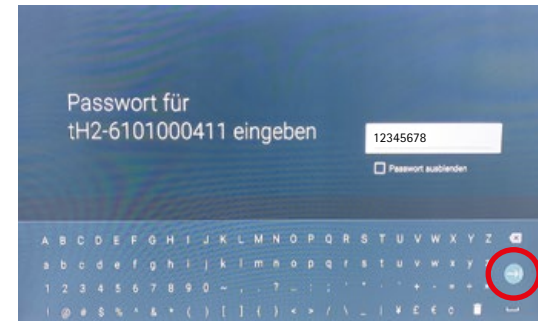 Passwort für
tH2-6101000411 eingeben
12345678
Passwort ausblenden
A B C D E F G H I J K L M N O P Q R S T U V W X Y Z
a b c d e f g h i j k l m n o p q r s t u v w x y z
1 2 3 4 5 6 7 8 9 0